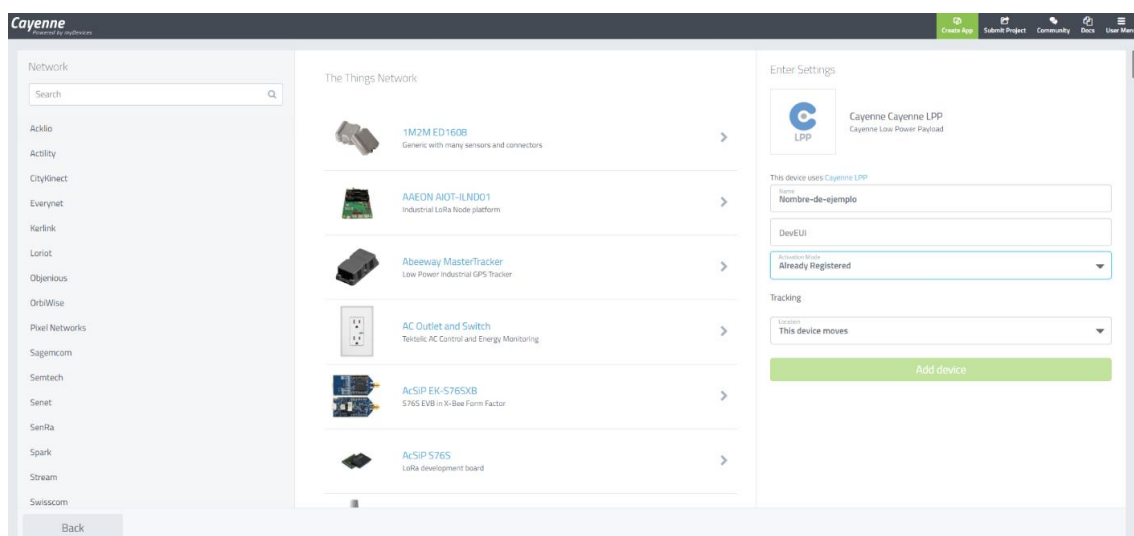 Cayenne
Powered by myDevices
Create App
Submit Project
Community
Docs
User Men
Network
Search
Acklio
Actility
CityKinect
Everynet
Kerlink
Loriot
Objenious
OrbiWise
Pixel Networks
Sagemcom
Semtech
Senet
SenRa
Spark
Stream
Swisscom
Back
The Things Network
1M2M ED1608
Generic with many sensors and connectors
AAEON AIOT-ILND01
Industrial LoRa Node platform
Abeeway MasterTracker
Low Power Industrial GPS Tracker
AC Outlet and Switch
Tektelic AC Control and Energy Monitoring
AcSiP EK-S76SXB
S76S EVB in X-Bee Form Factor
AcSiP S76S
LoRa development board
Enter Settings
LPP
Cayenne Cayenne LPP
Cayenne Low Power Payload
This device uses Cayenne LPP
Name
Nombre-de-ejemplo
DevEUI
Activation Mode
Already Registered
Tracking
Location
This device moves
Add device